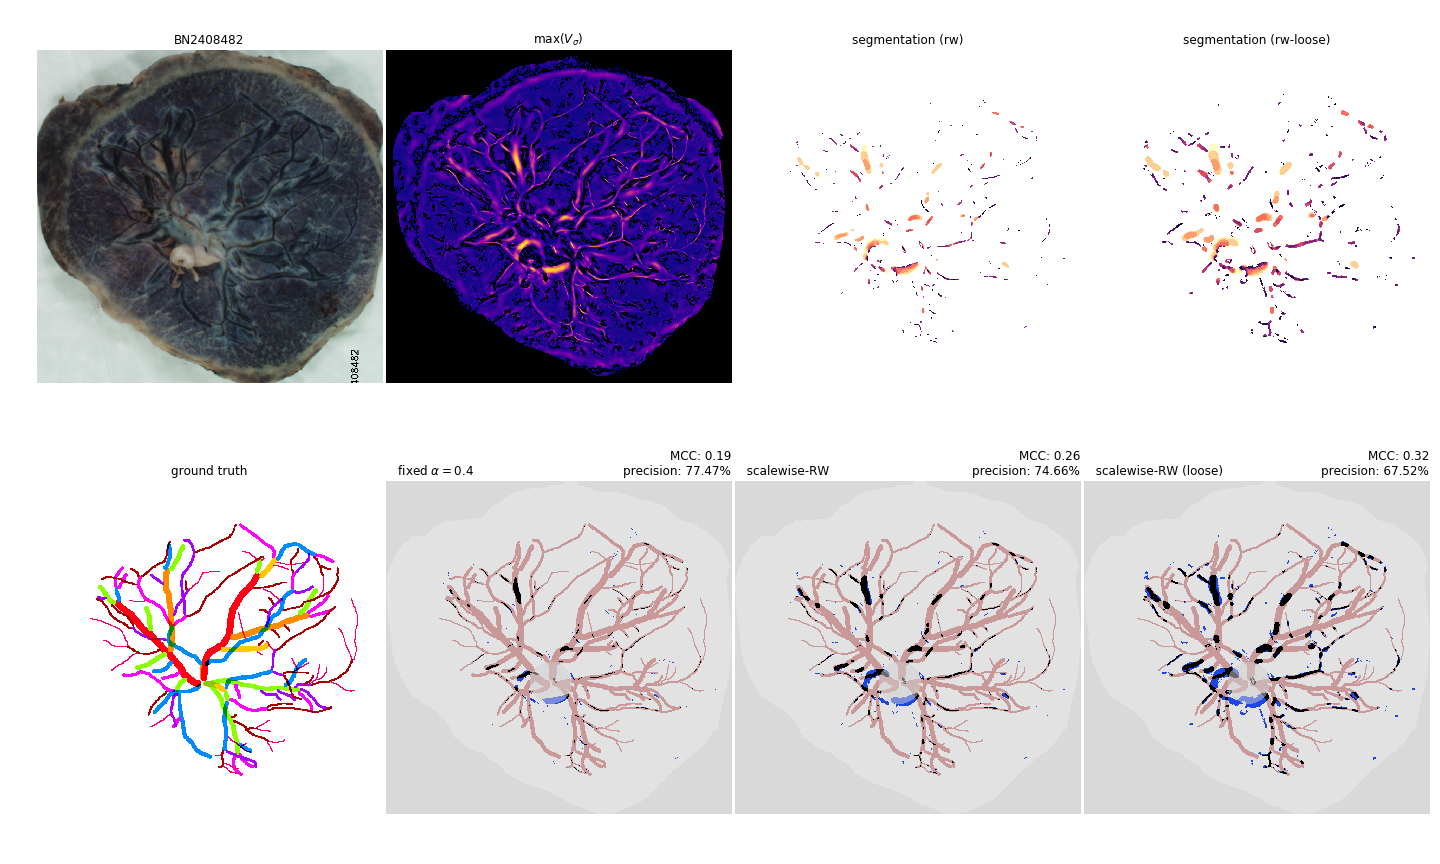 BN2408482
max(Vσ)
segmentation (rw)
segmentation (rw-loose)
408482
ground truth
fixed α = 0.4
MCC: 0.19
precision: 77.47%
scalewise-RW
MCC: 0.26
precision: 74.66%
scalewise-RW (loose)
MCC: 0.32
precision: 67.52%